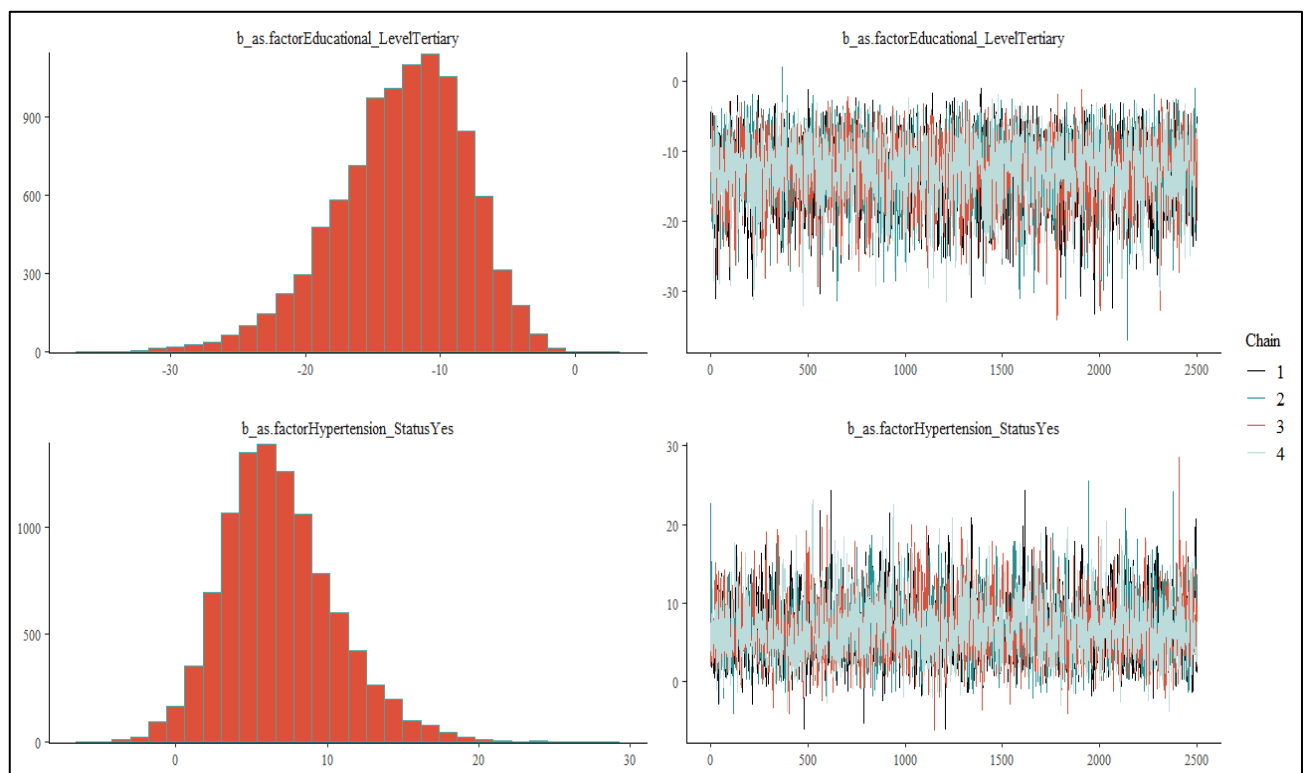 b_as.factorEducational_LevelTertiary
900
600
300
0
-30 -20 -10 0
b_as.factorEducational_LevelTertiary
0
-10
-20
-30
0 500 1000 1500 2000 2500
b_as.factorHypertension_StatusYes
1000
500
0
0 10 20 30
b_as.factorHypertension_StatusYes
30
20
10
0
0 500 1000 1500 2000 2500
Chain
1
2
3
4